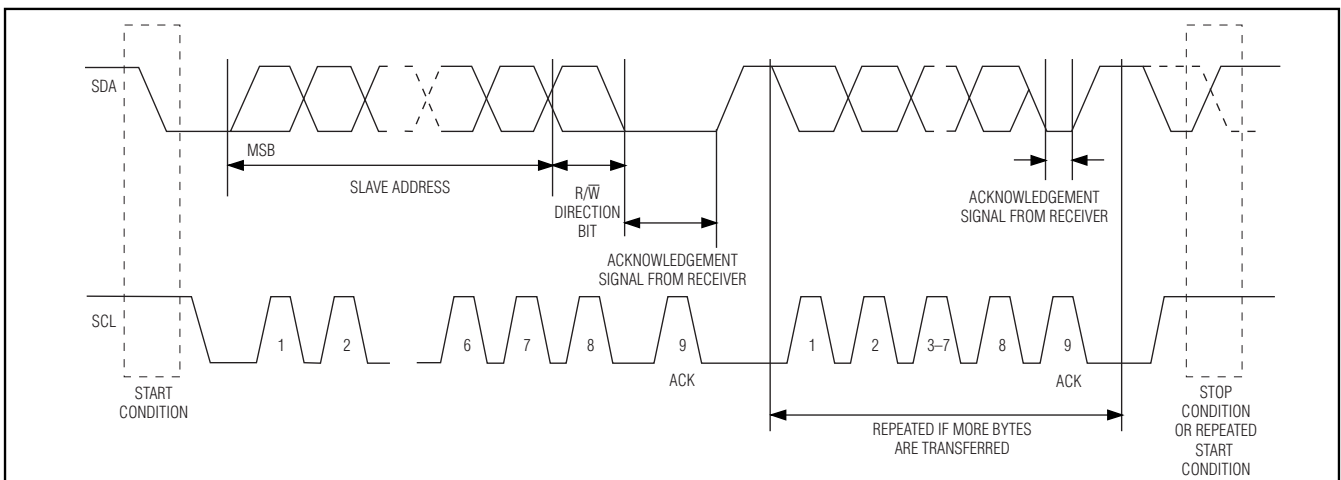 SDA
MSB
SLAVE ADDRESS
R/W̅
DIRECTION
BIT
ACKNOWLEDGEMENT
SIGNAL FROM RECEIVER
ACKNOWLEDGEMENT
SIGNAL FROM RECEIVER
SCL
1
2
6
7
8
9
ACK
1
2
3–7
8
9
ACK
START
CONDITION
REPEATED IF MORE BYTES
ARE TRANSFERRED
STOP
CONDITION
OR REPEATED
START
CONDITION